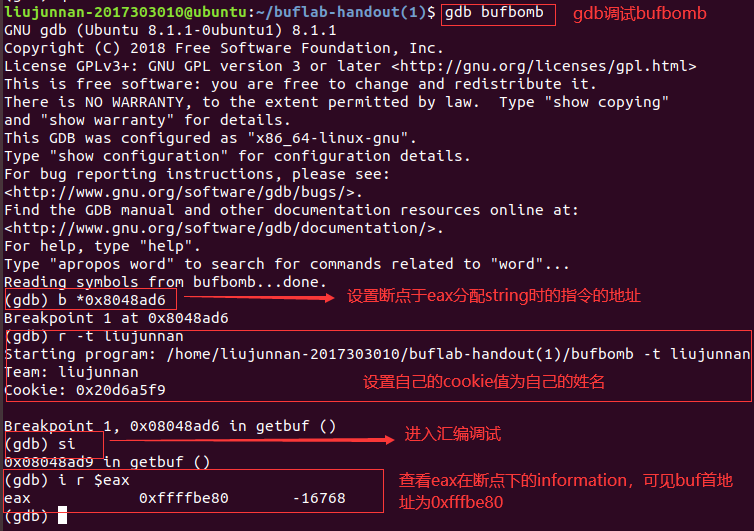 liujunnan-2017303010@ubuntu:~/buflab-handout(1)$ gdb bufbomb gdb调试bufbomb
GNU gdb (Ubuntu 8.1.1-0ubuntu1) 8.1.1
Copyright (C) 2018 Free Software Foundation, Inc.
License GPLv3+: GNU GPL version 3 or later <http://gnu.org/licenses/gpl.html>
This is free software: you are free to change and redistribute it.
There is NO WARRANTY, to the extent permitted by law.  Type "show copying"
and "show warranty" for details.
This GDB was configured as "x86_64-linux-gnu".
Type "show configuration" for configuration details.
For bug reporting instructions, please see:
<http://www.gnu.org/software/gdb/bugs/>.
Find the GDB manual and other documentation resources online at:
<http://www.gnu.org/software/gdb/documentation/>.
For help, type "help".
Type "apropos word" to search for commands related to "word"...
Reading symbols from bufbomb...done.
(gdb) b *0x8048ad6 设置断点于eax分配string时的指令的地址
Breakpoint 1 at 0x8048ad6
(gdb) r -t liujunnan
Starting program: /home/liujunnan-2017303010/buflab-handout(1)/bufbomb -t liujunnan
Team: liujunnan
Cookie: 0x20d6a5f9 设置自己的cookie值为自己的姓名
Breakpoint 1, 0x08048ad6 in getbuf ()
(gdb) si 进入汇编调试
0x08048ad9 in getbuf ()
(gdb) i r $eax 查看eax在断点下的information，可见buf首地
eax            0xffffbe80       -16768 址为0xfffbe80
(gdb)